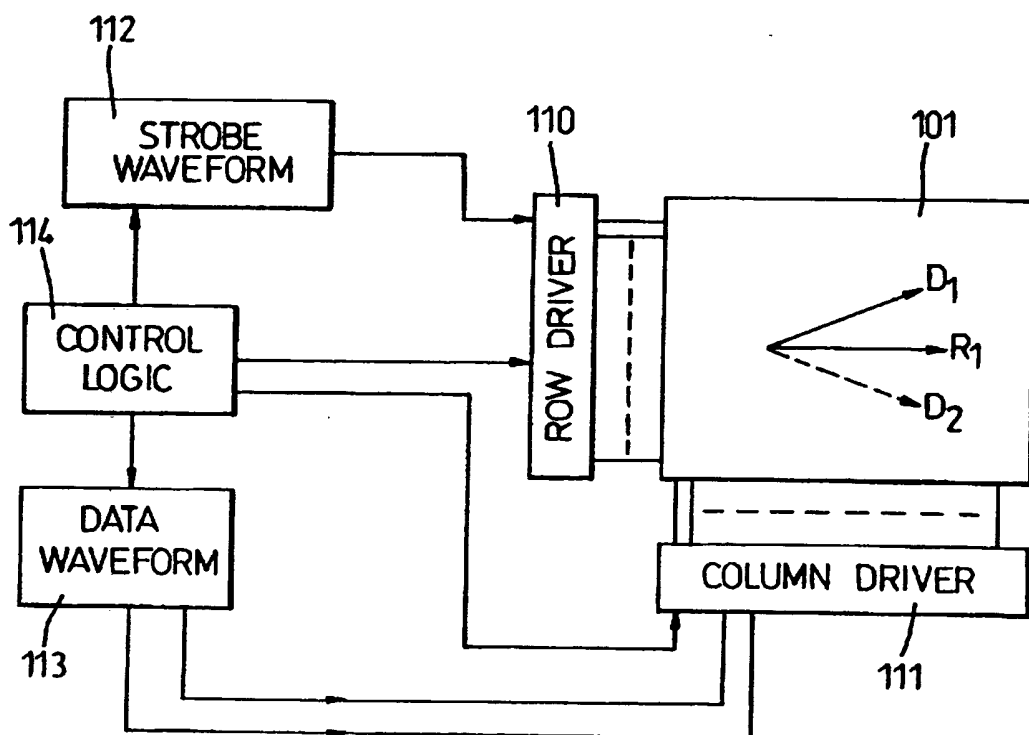 112
STROBE
WAVEFORM
110
101
114
CONTROL
LOGIC
ROW DRIVER
D1
R1
D2
DATA
WAVEFORM
113
COLUMN DRIVER
111